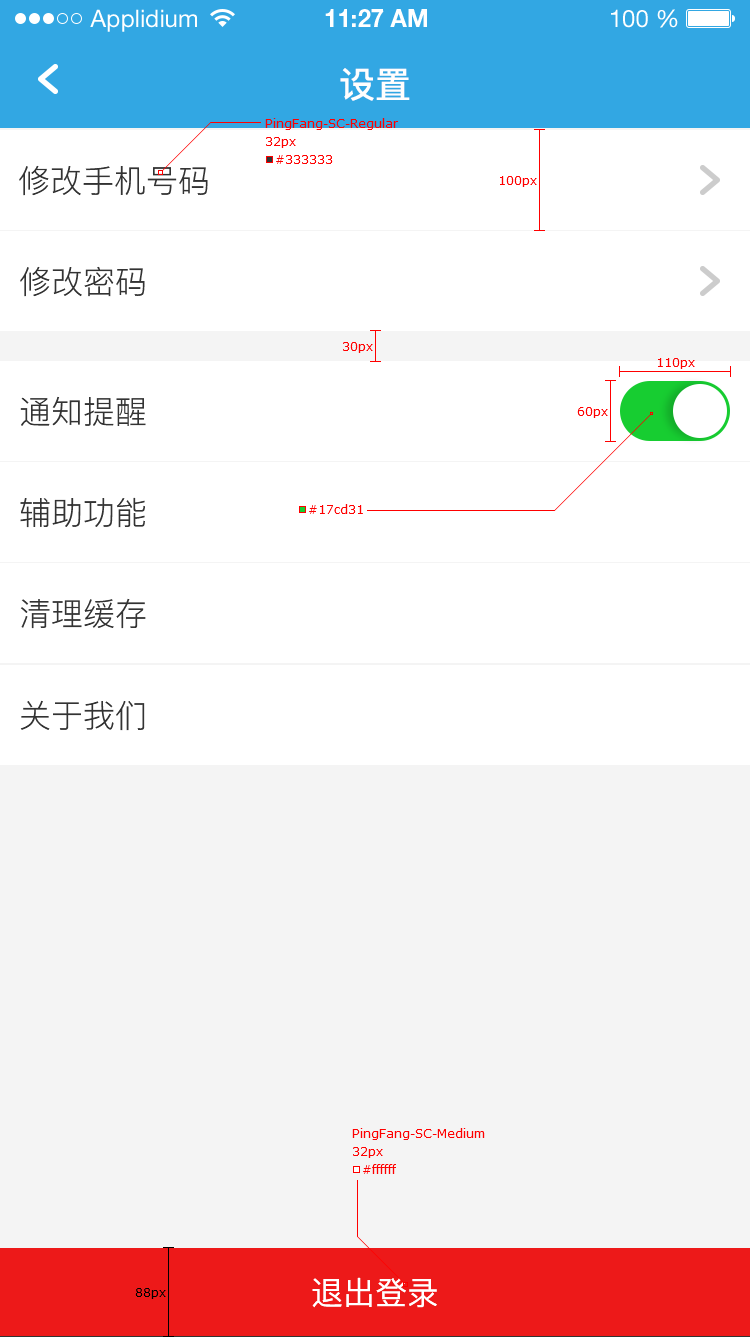 Applidium 11:27 AM 100 %
设置
PingFang-SC-Regular
32px
#333333
修改手机号码
100px
修改密码
30px
110px
通知提醒
60px
辅助功能
#17cd31
清理缓存
关于我们
PingFang-SC-Medium
32px
#ffffff
88px
退出登录